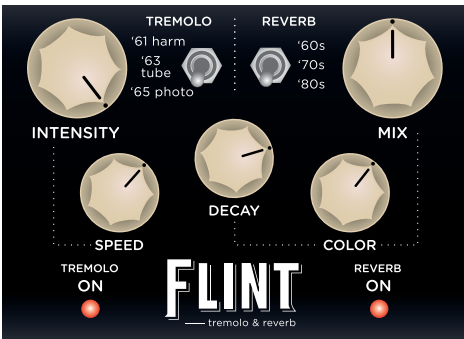 TREMOLO
REVERB
‘61 harm
‘63
tube
‘65 photo
‘60s
‘70s
‘80s
INTENSITY
MIX
DECAY
SPEED
COLOR
TREMOLO
ON
FLINT
tremolo & reverb
REVERB
ON